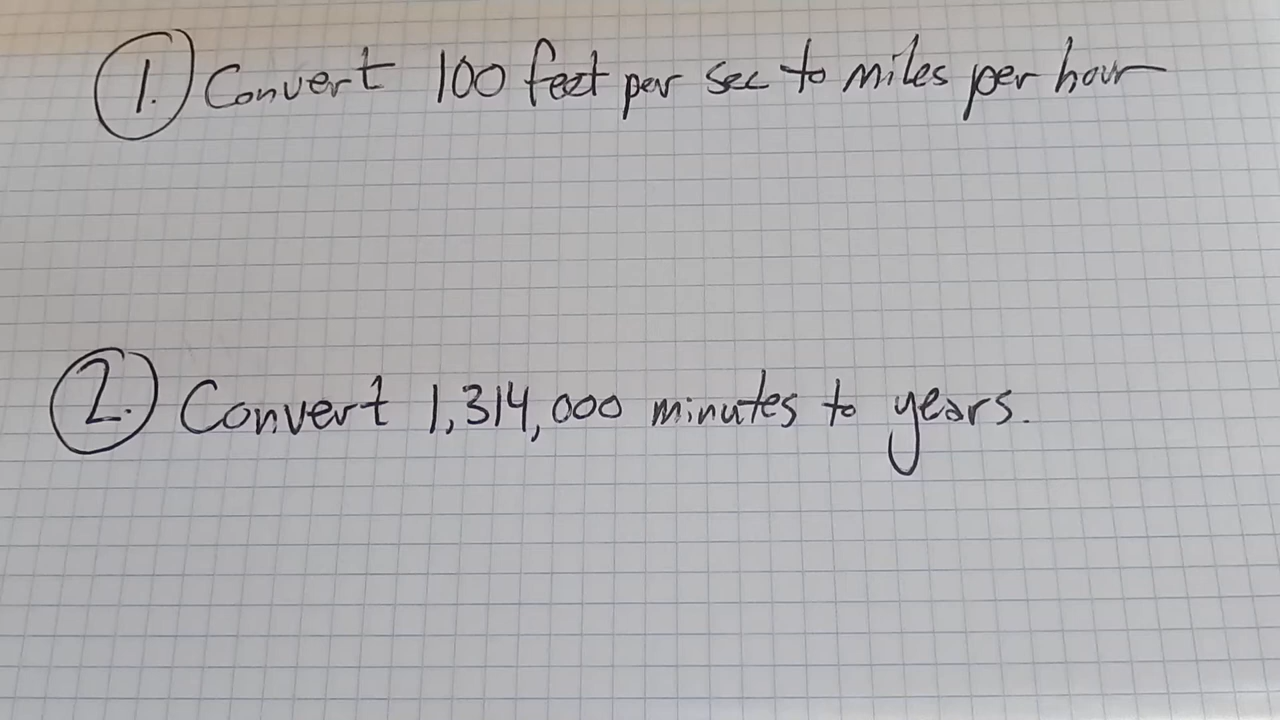 1. Convert 100 feet per sec to miles per hour
2. Convert 1,314,000 minutes to years.